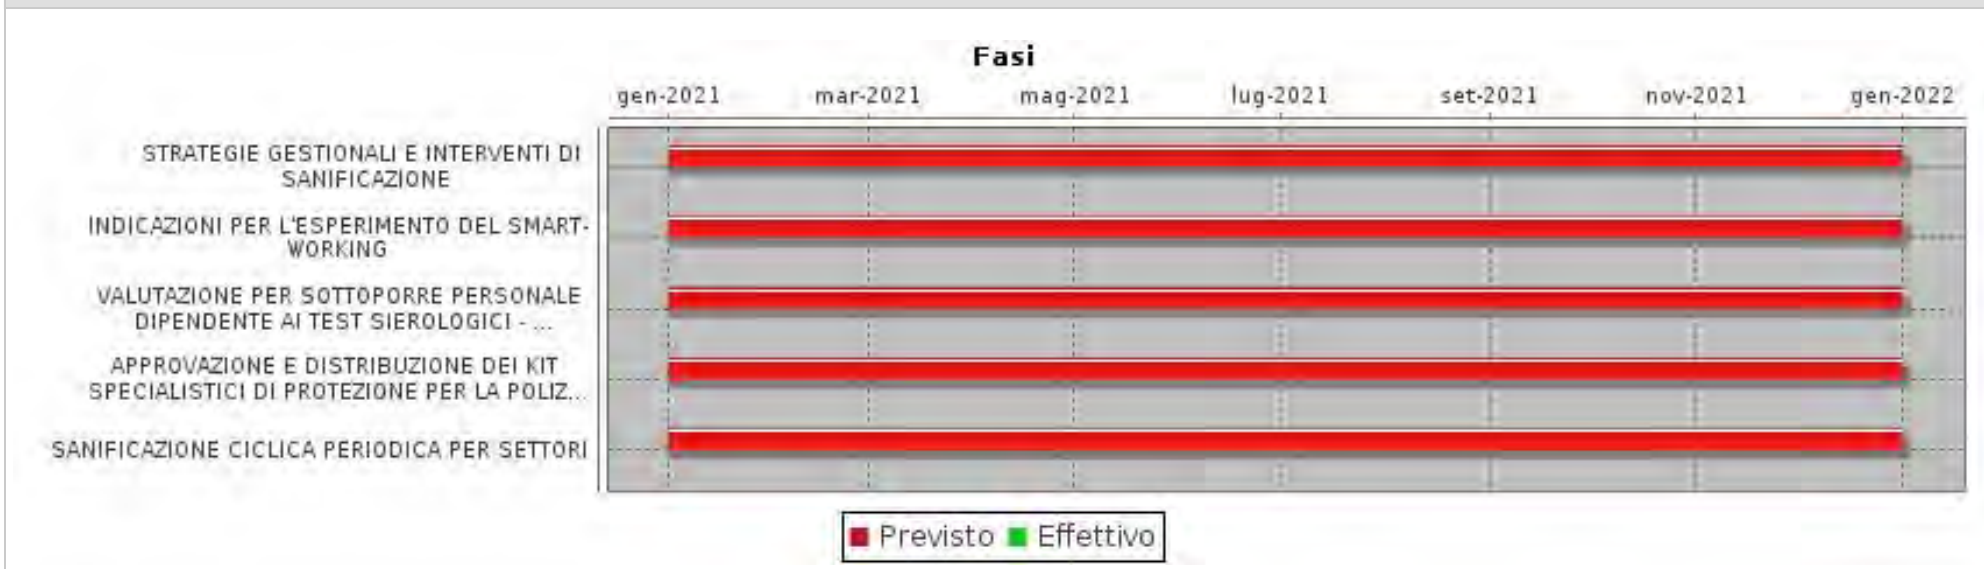 Fasi
gen-2021 mar-2021 mag-2021 lug-2021 set-2021 nov-2021 gen-2022
STRATEGIE GESTIONALI E INTERVENTI DI
SANIFICAZIONE
INDICAZIONI PER L'ESPERIMENTO DEL SMART-
WORKING
VALUTAZIONE PER SOTTOPORRE PERSONALE
DIPENDENTE AI TEST SIEROLOGICI - ...
APPROVAZIONE E DISTRIBUZIONE DEI KIT
SPECIALISTICI DI PROTEZIONE PER LA POLIZ...
SANIFICAZIONE CICLICA PERIODICA PER SETTORI
Previsto Effettivo